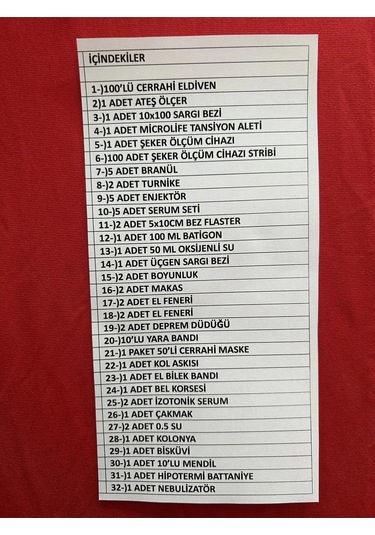 İÇİNDEKİLER
1-)100'LÜ CERRAHİ ELDİVEN
2)1 ADET ATEŞ ÖLÇER
3-)1 ADET 10x100 SARGI BEZİ
4-)1 ADET MİCROLİFE TANSİYON ALETİ
5-)1 ADET ŞEKER ÖLÇÜM CİHAZI
6-)100 ADET ŞEKER ÖLÇÜM CİHAZI STRİBİ
7-)5 ADET BRANÜL
8-)2 ADET TURNİKE
9-)5 ADET ENJEKTÖR
10-)5 ADET SERUM SETİ
11-)2 ADET 5x10CM BEZ FLASTER
12-)1 ADET 100 ML BATİGON
13-)1 ADET 50 ML OKSİJENLİ SU
14-)1 ADET ÜÇGEN SARGI BEZİ
15-)2 ADET BOYUNLUK
16-)2 ADET MAKAS
17-)2 ADET EL FENERİ
18-)2 ADET EL FENERİ
19-)2 ADET DEPREM DÜDÜĞÜ
20-)10'LU YARA BANDI
21-)1 PAKET 50'Lİ CERRAHİ MASKE
22-)1 ADET KOL ASKISI
23-)1 ADET EL BİLEK BANDI
24-)1 ADET BEL KORSESİ
25-)2 ADET İZOTONİK SERUM
26-)1 ADET ÇAKMAK
27-)2 ADET 0.5 SU
28-)1 ADET KOLONYA
29-)1 ADET BİSKÜVİ
30-)1 ADET 10'LU MENDİL
31-)1 ADET HİPOTERMİ BATTANİYE
32-)1 ADET NEBULİZATÖR